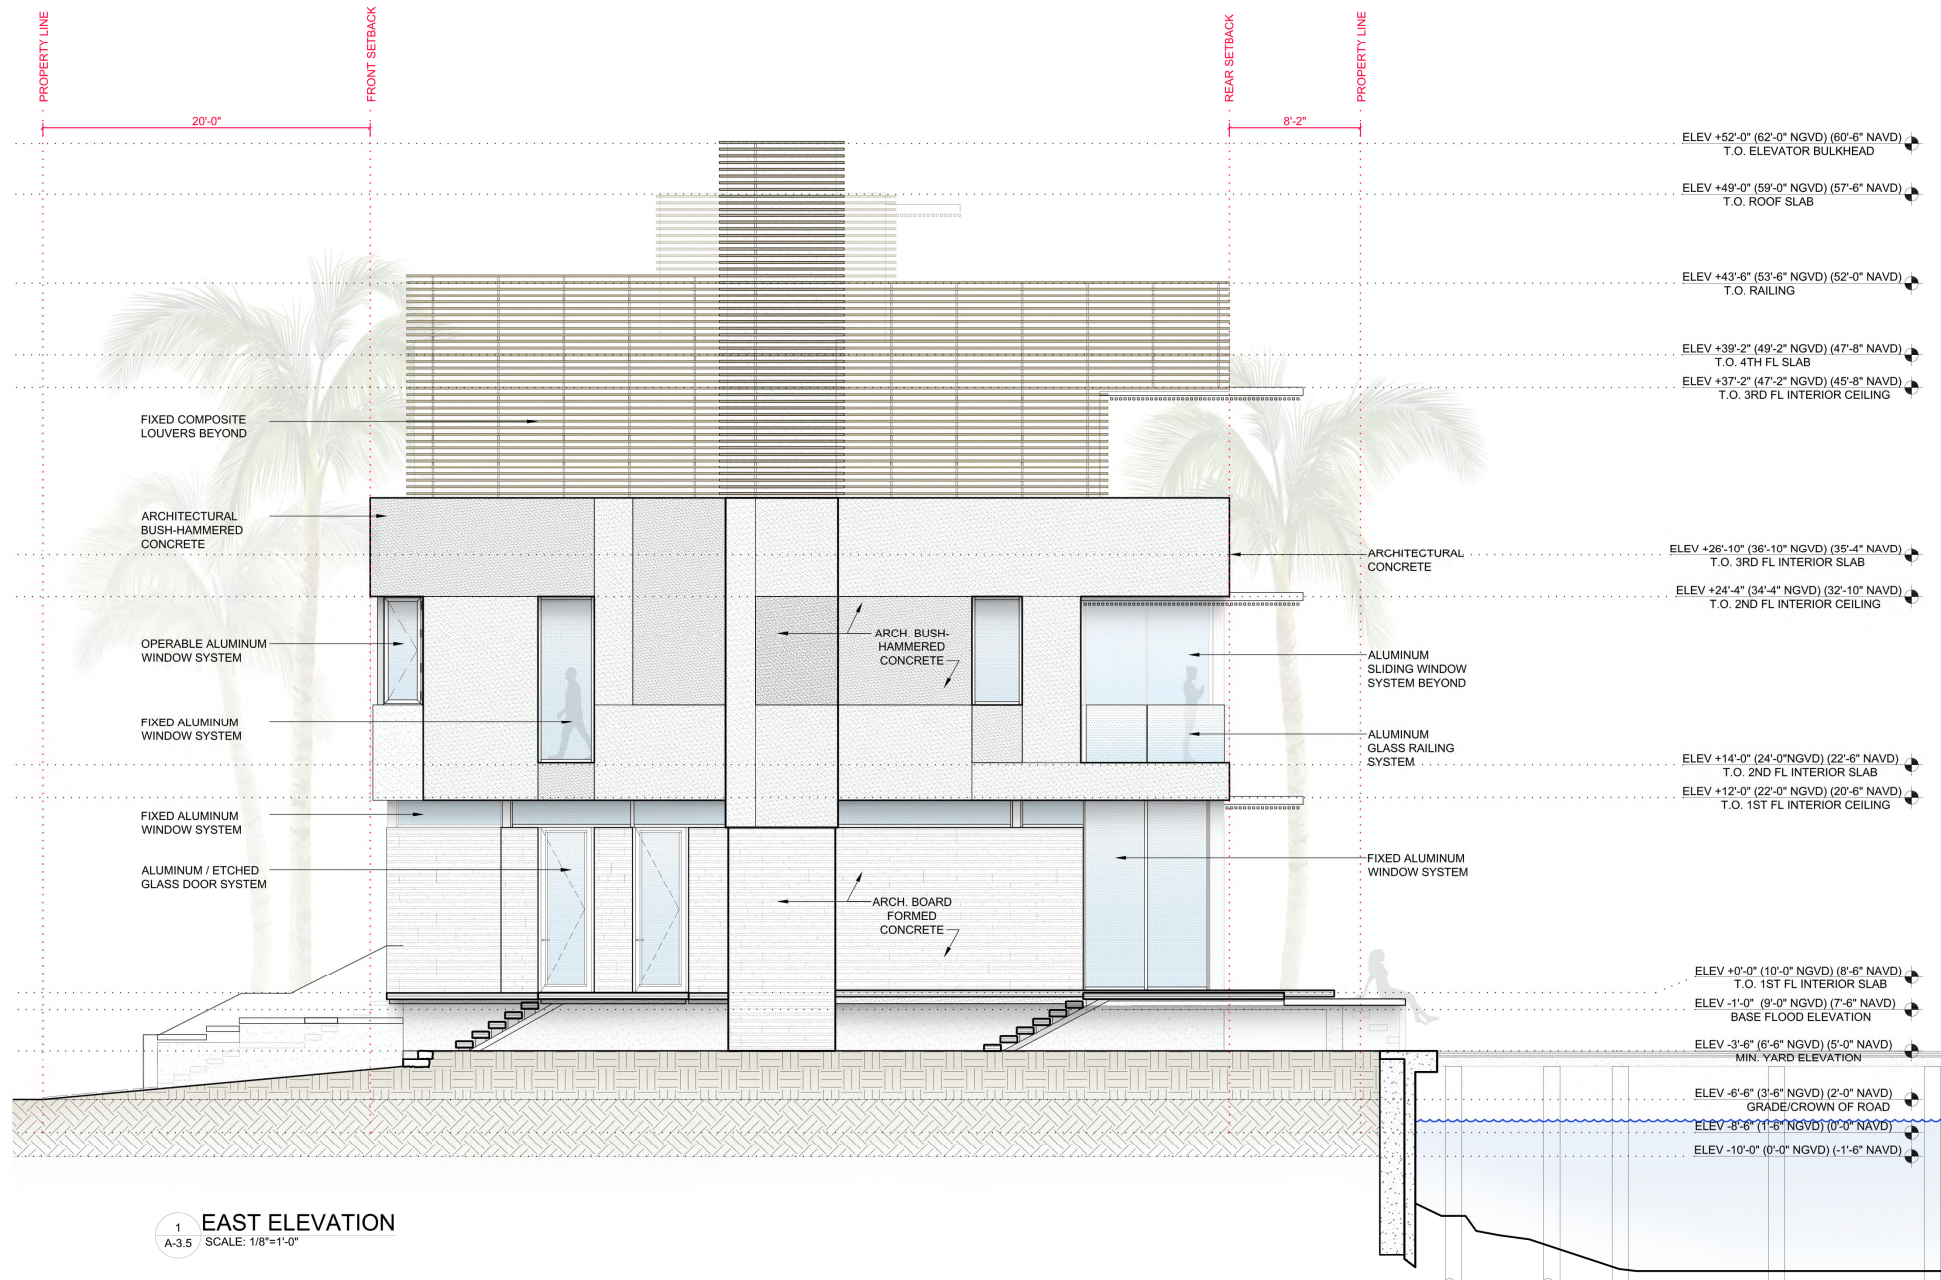 PROPERTY LINE
FRONT SETBACK
REAR SETBACK
PROPERTY LINE
20'-0"
8'-2"
ELEV +52'-0" (62'-0" NGVD) (60'-6" NAVD)
T.O. ELEVATOR BULKHEAD
ELEV +49'-0" (59'-0" NGVD) (57'-6" NAVD)
T.O. ROOF SLAB
ELEV +43'-6" (53'-6" NGVD) (52'-0" NAVD)
T.O. RAILING
ELEV +39'-2" (49'-2" NGVD) (47'-8" NAVD)
T.O. 4TH FL SLAB
ELEV +37'-2" (47'-2" NGVD) (45'-8" NAVD)
T.O. 3RD FL INTERIOR CEILING
FIXED COMPOSITE
LOUVERS BEYOND
ARCHITECTURAL
BUSH-HAMMERED
CONCRETE
ARCHITECTURAL
CONCRETE
ELEV +26'-10" (36'-10" NGVD) (35'-4" NAVD)
T.O. 3RD FL INTERIOR SLAB
ELEV +24'-4" (34'-4" NGVD) (32'-10" NAVD)
T.O. 2ND FL INTERIOR CEILING
OPERABLE ALUMINUM
WINDOW SYSTEM
ARCH. BUSH-
HAMMERED
CONCRETE
ALUMINUM
SLIDING WINDOW
SYSTEM BEYOND
FIXED ALUMINUM
WINDOW SYSTEM
ALUMINUM
GLASS RAILING
SYSTEM
ELEV +14'-0" (24'-0"NGVD) (22'-6" NAVD)
T.O. 2ND FL INTERIOR SLAB
ELEV +12'-0" (22'-0" NGVD) (20'-6" NAVD)
T.O. 1ST FL INTERIOR CEILING
FIXED ALUMINUM
WINDOW SYSTEM
ALUMINUM / ETCHED
GLASS DOOR SYSTEM
FIXED ALUMINUM
WINDOW SYSTEM
ARCH. BOARD
FORMED
CONCRETE
ELEV +0'-0" (10'-0" NGVD) (8'-6" NAVD)
T.O. 1ST FL INTERIOR SLAB
ELEV -1'-0" (9'-0" NGVD) (7'-6" NAVD)
BASE FLOOD ELEVATION
ELEV -3'-6" (6'-6" NGVD) (5'-0" NAVD)
MIN. YARD ELEVATION
ELEV -6'-6" (3'-6" NGVD) (2'-0" NAVD)
GRADE/CROWN OF ROAD
ELEV -8'-6" (1'-6" NGVD) (0'-0" NAVD)
ELEV -10'-0" (0'-0" NGVD) (-1'-6" NAVD)
1
A-3.5
EAST ELEVATION
SCALE: 1/8"=1'-0"